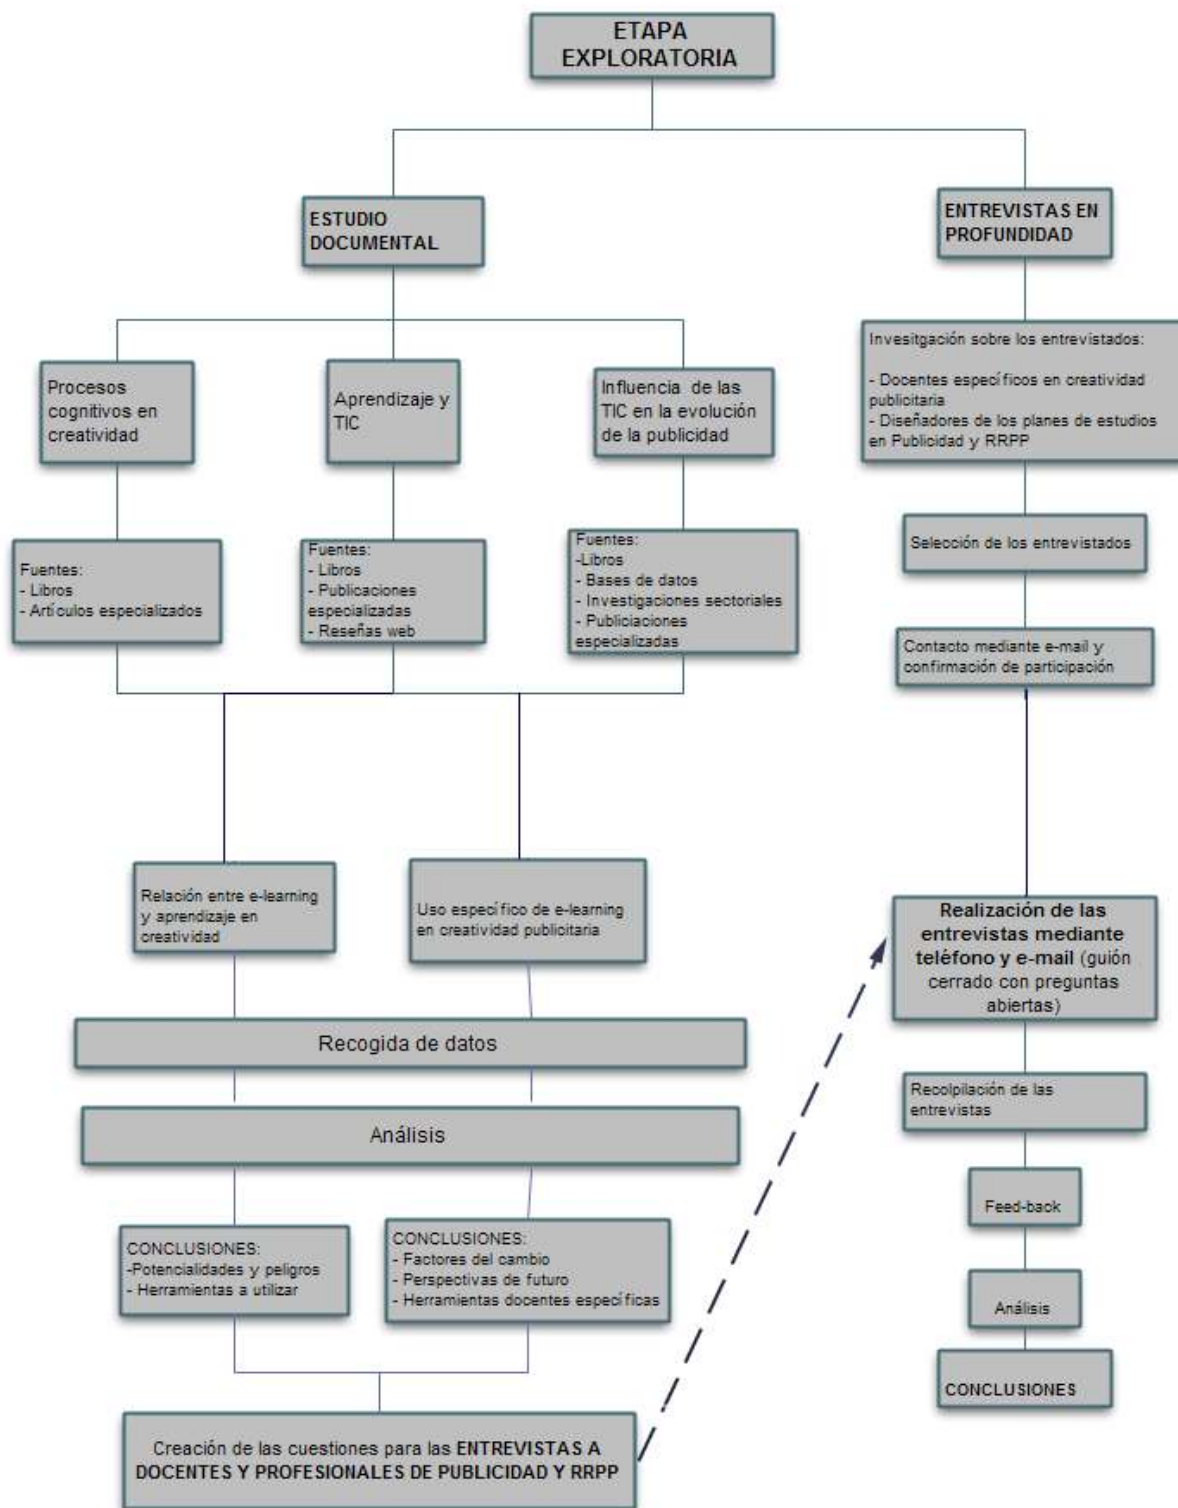 ETAPA
EXPLORATORIA
ESTUDIO
DOCUMENTAL
ENTREVISTAS EN
PROFUNDIDAD
Procesos
cognitivos en
creatividad
Aprendizaje y
TIC
Influencia de las
TIC en la evolución
de la publicidad
Invesitgación sobre los entrevistados:
- Docentes específicos en creatividad
publicitaria
- Diseñadores de los planes de estudios
en Publicidad y RRPP
Fuentes:
- Libros
- Artículos especializados
Fuentes:
- Libros
- Publicaciones
especializadas
- Reseñas web
Fuentes:
-Libros
- Bases de datos
- Investigaciones sectoriales
- Publiciaciones
especializadas
Selección de los entrevistados
Contacto mediante e-mail y
confirmación de participación
Relación entre e-learning
y aprendizaje en
creatividad
Uso específico de e-learning
en creatividad publicitaria
Realización de las
entrevistas mediante
teléfono y e-mail (guión
cerrado con preguntas
abiertas)
Recogida de datos
Análisis
Recolpilación de las
entrevistas
Feed-back
Análisis
CONCLUSIONES
CONCLUSIONES:
-Potencialidades y peligros
- Herramientas a utilizar
CONCLUSIONES:
- Factores del cambio
- Perspectivas de futuro
- Herramientas docentes específicas
Creación de las cuestiones para las ENTREVISTAS A
DOCENTES Y PROFESIONALES DE PUBLICIDAD Y RRPP